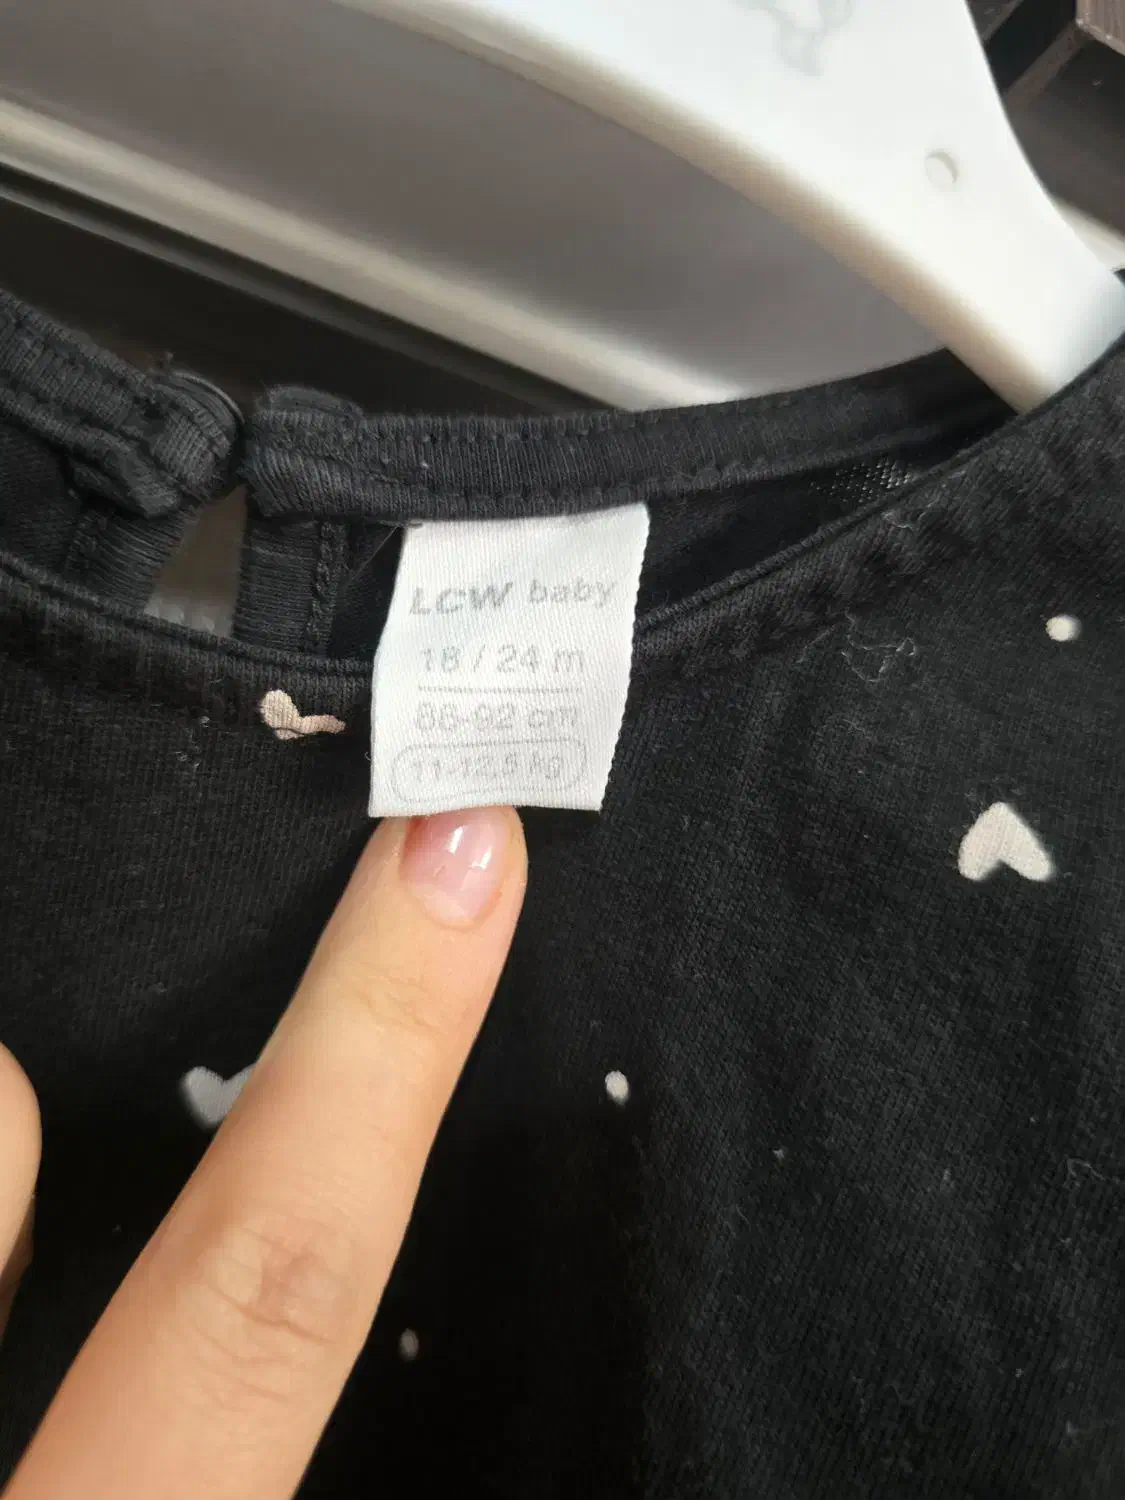 LCW baby
18 / 24 m
86-92 cm
11-12,5 kg